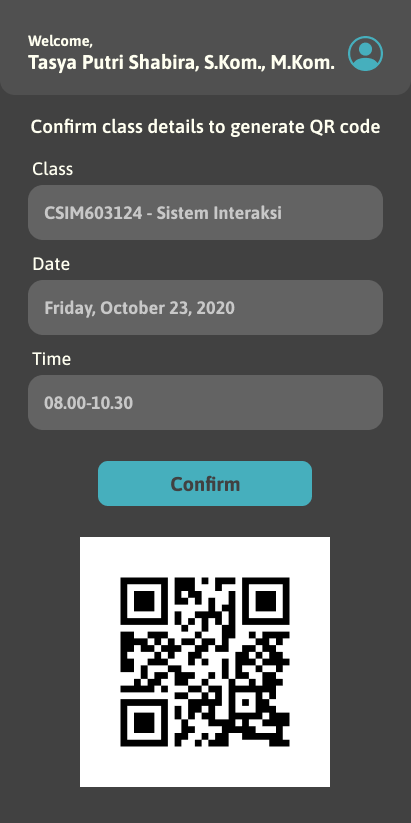 Welcome,
Tasya Putri Shabira, S.Kom., M.Kom.
Confirm class details to generate QR code
Class
CSIM603124 - Sistem Interaksi
Date
Friday, October 23, 2020
Time
08.00-10.30
Confirm